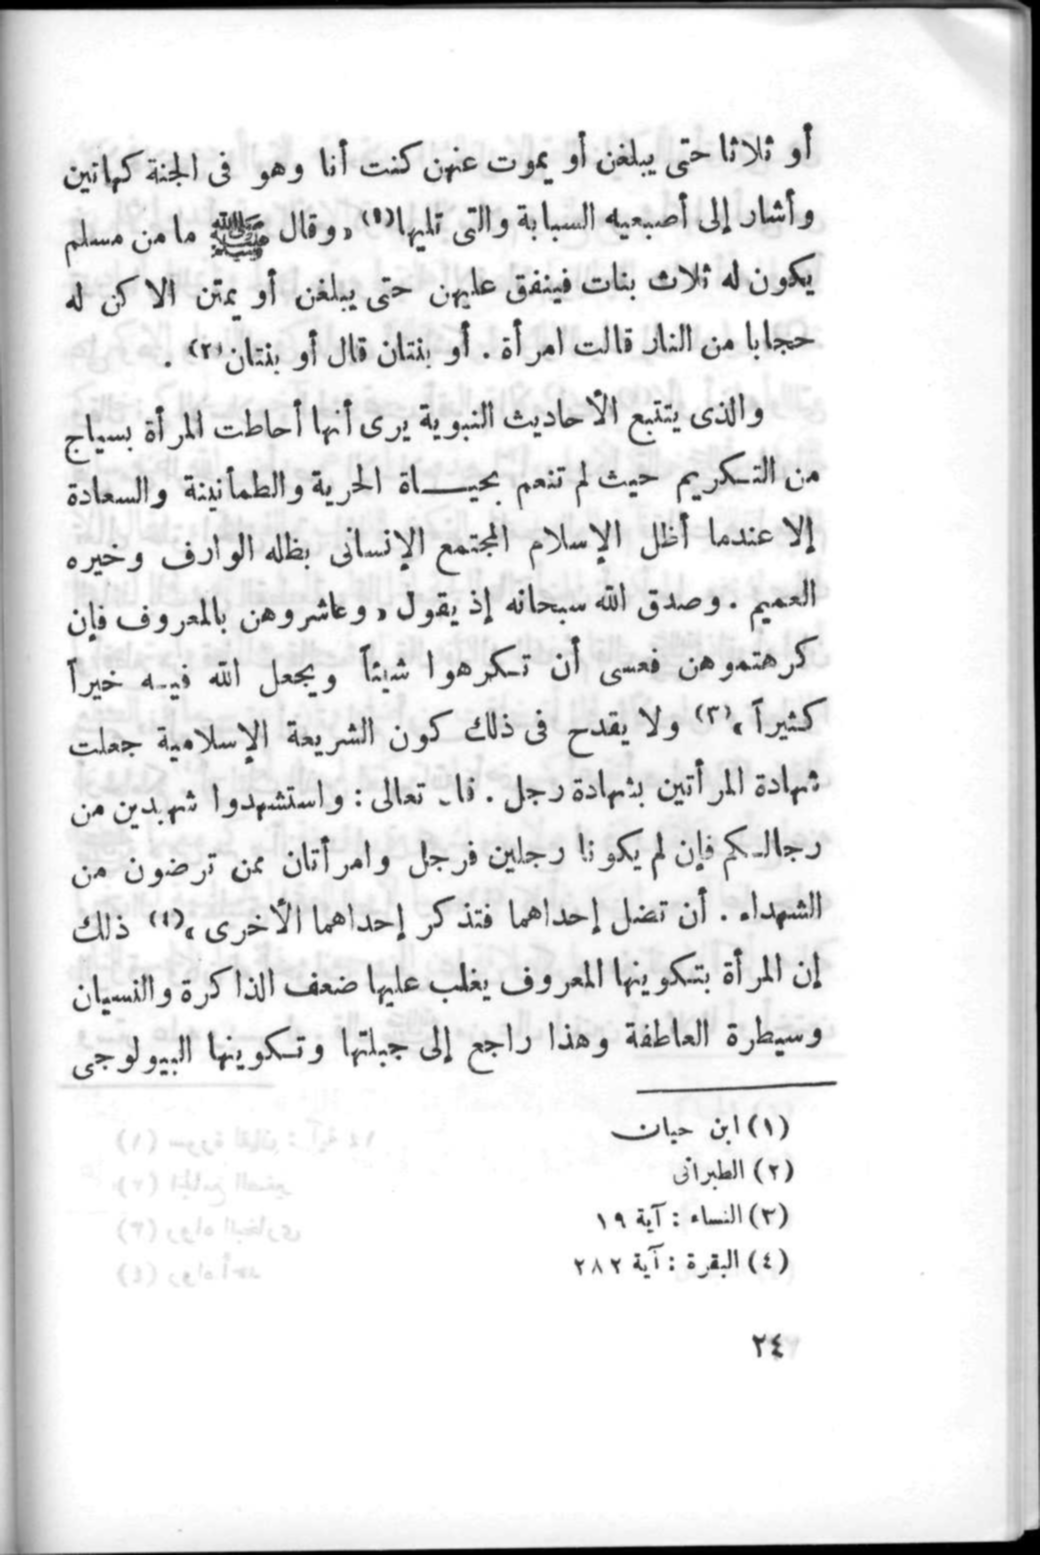 أو ثلاثا حتى يبلغن أو يموت عنهن كنت أنا وهو فى الجنة كهاتين
وأشار إلى أصبعيه السبابة والتى تليها(١) «وقال ﷺ ما من مسلم
يكون له ثلاث بنات فينفق عليهن حتى يبلغن أو يمتن الا كن له
حجابا من النار قالت امرأة . أو بنتان قال أو بنتان(٢) .
والذى يتتبع الأحاديث النبوية يرى أنها أحاطت المرأة بسياج
من التكريم حيث لم تنعم بحياة الحرية والطمأنينة والسعادة
إلا عندما أظل الإسلام المجتمع الإنسانى بظله الوارف وخيره
العميم . وصدق الله سبحانه إذ يقول «وعاشروهن بالمعروف فإن
كرهتموهن فعسى أن تكرهوا شيئاً ويجعل الله فيه خيراً
كثيراً»(٣) ولا يقدح فى ذلك كون الشريعة الإسلامية جعلت
شهادة المرأتين بشهادة رجل . قال تعالى : واستشهدوا شهيدين من
رجالكم فإن لم يكونا رجلين فرجل وامرأتان ممن ترضون من
الشهداء . أن تضل إحداهما فتذكر إحداهما الأخرى»(٤) ذلك
إن المرأة بتكوينها المعروف يغلب عليها ضعف الذاكرة والنسيان
وسيطرة العاطفة وهذا راجع إلى جبلتها وتكوينها البيولوجى
(١) ابن حيان
(٢) الطبرانى
(٣) النساء : آية ١٩
(٤) البقرة : آية ٢٨٢
٢٤